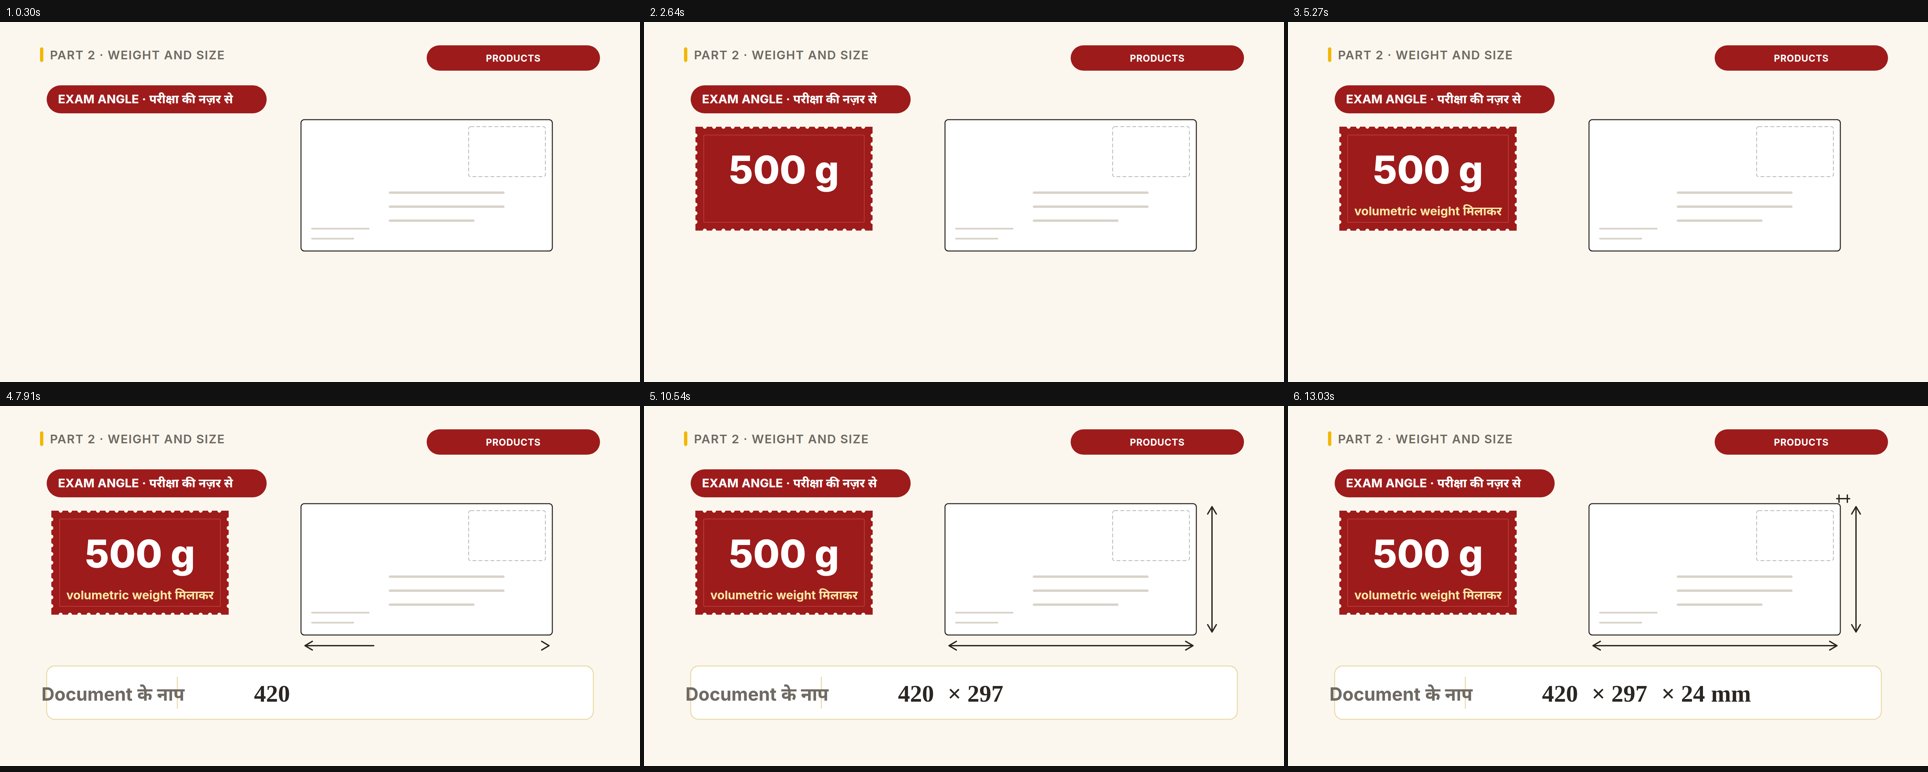 1. 0.30s
PART 2 · WEIGHT AND SIZE
PRODUCTS
EXAM ANGLE · परीक्षा की नज़र से
2. 2.64s
PART 2 · WEIGHT AND SIZE
PRODUCTS
EXAM ANGLE · परीक्षा की नज़र से
500 g
3. 5.27s
PART 2 · WEIGHT AND SIZE
PRODUCTS
EXAM ANGLE · परीक्षा की नज़र से
500 g
volumetric weight मिलाकर
4. 7.91s
PART 2 · WEIGHT AND SIZE
PRODUCTS
EXAM ANGLE · परीक्षा की नज़र से
500 g
volumetric weight मिलाकर
Document के नाप 420
5. 10.54s
PART 2 · WEIGHT AND SIZE
PRODUCTS
EXAM ANGLE · परीक्षा की नज़र से
500 g
volumetric weight मिलाकर
Document के नाप 420 × 297
6. 13.03s
PART 2 · WEIGHT AND SIZE
PRODUCTS
EXAM ANGLE · परीक्षा की नज़र से
500 g
volumetric weight मिलाकर
Document के नाप 420 × 297 × 24 mm